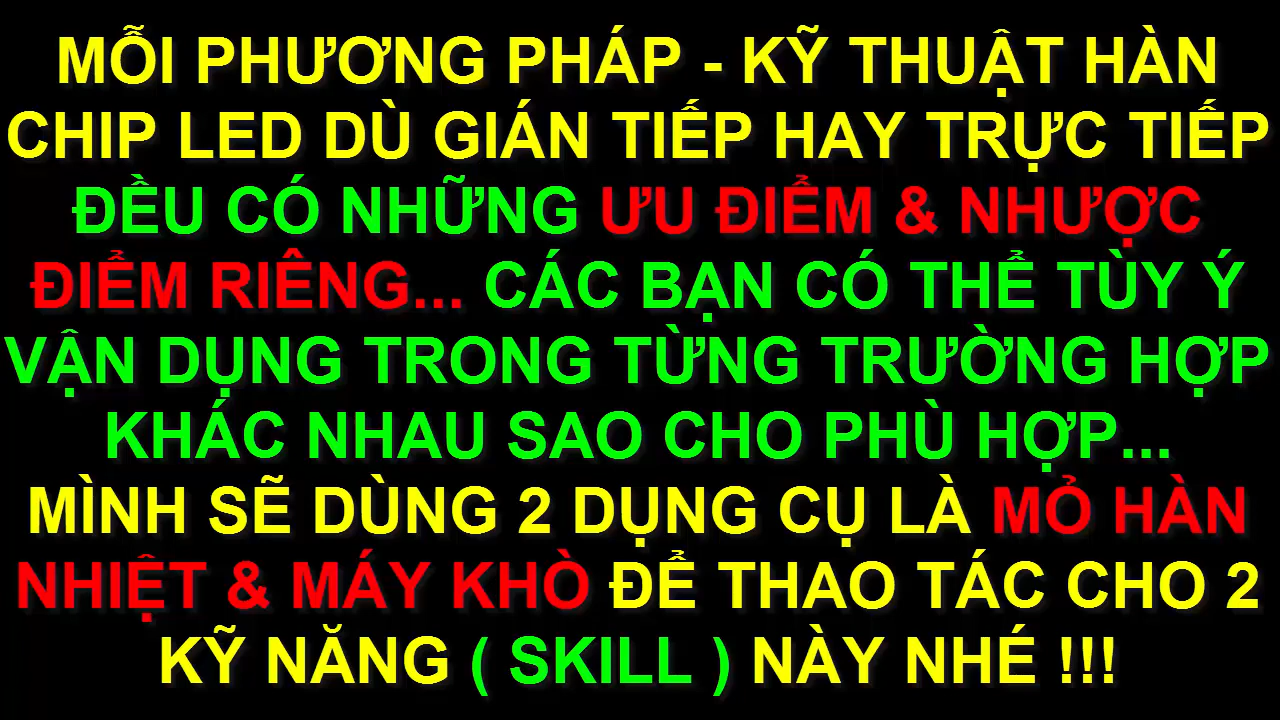 MỖI PHƯƠNG PHÁP - KỸ THUẬT HÀN
CHIP LED DÙ GIÁN TIẾP HAY TRỰC TIẾP
ĐỀU CÓ NHỮNG ƯU ĐIỂM & NHƯỢC
ĐIỂM RIÊNG... CÁC BẠN CÓ THỂ TÙY Ý
VẬN DỤNG TRONG TỪNG TRƯỜNG HỢP
KHÁC NHAU SAO CHO PHÙ HỢP...
MÌNH SẼ DÙNG 2 DỤNG CỤ LÀ MỎ HÀN
NHIỆT & MÁY KHÒ ĐỂ THAO TÁC CHO 2
KỸ NĂNG ( SKILL ) NÀY NHÉ !!!